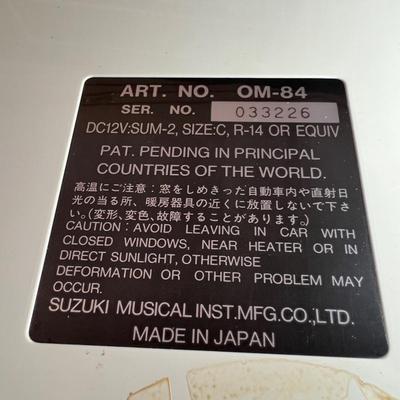 ART. NO. OM-84
SER. NO. 033226
DC12V:SUM-2, SIZE:C, R-14 OR EQUIV
PAT. PENDING IN PRINCIPAL
COUNTRIES OF THE WORLD.
高温にご注意：窓をしめきった自動車内や直射日
光の当る所、暖房器具の近くに放置しないで下さ
い。(変形、変色、故障することがあります。)
CAUTION: AVOID LEAVING IN CAR WITH
CLOSED WINDOWS, NEAR HEATER OR IN
DIRECT SUNLIGHT, OTHERWISE
DEFORMATION OR OTHER PROBLEM MAY
OCCUR.
SUZUKI MUSICAL INST.MFG.CO.,LTD.
MADE IN JAPAN